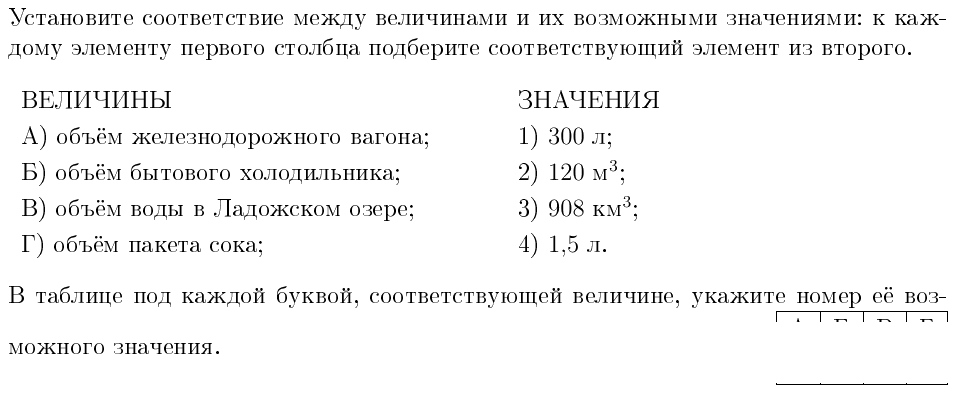 Установите соответствие между величинами и их возможными значениями: к каж-
дому элементу первого столбца подберите соответствующий элемент из второго.
ВЕЛИЧИНЫ ЗНАЧЕНИЯ
А) объём железнодорожного вагона; 1) 300 л;
Б) объём бытового холодильника; 2) 120 м³;
В) объём воды в Ладожском озере; 3) 908 км³;
Г) объём пакета сока; 4) 1,5 л.
В таблице под каждой буквой, соответствующей величине, укажите номер её воз-
можного значения.